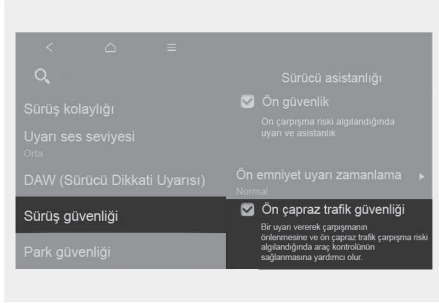 Sürüş kolaylığı
Uyarı ses seviyesi
Orta
DAW (Sürücü Dikkati Uyarısı)
Sürüş güvenliği
Park güvenliği
Sürücü asistanlığı
Ön güvenlik
Ön çarpışma riski algılandığında
uyarı ve asistanlık
Ön emniyet uyarı zamanlama
Normal
Ön çapraz trafik güvenliği
Bir uyarı vererek çarpışmanın
önlenmesine ve ön çapraz trafik çarpışma riski
algılandığında araç kontrolünün
sağlanmasına yardımcı olur.